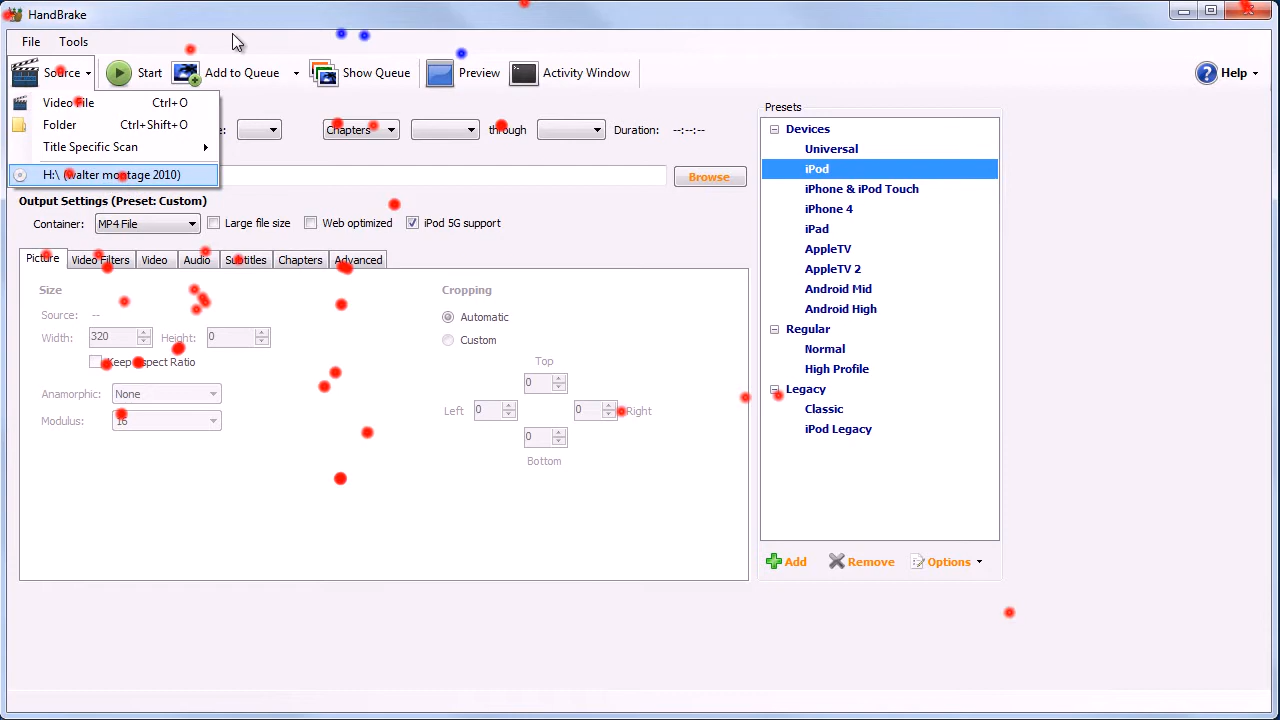 HandBrake
File Tools
Source Start Add to Queue Show Queue Preview Activity Window Help
Video File Ctrl+O
Folder Ctrl+Shift+O
Title Specific Scan
H:\ (walter montage 2010)
Chapters through Duration: --:--:--
Browse
Output Settings (Preset: Custom)
Container: MP4 File Large file size Web optimized iPod 5G support
Picture Video Filters Video Audio Subtitles Chapters Advanced
Size
Source: --
Width: 320 Height: 0
Keep Aspect Ratio
Anamorphic: None
Modulus: 16
Cropping
Automatic
Custom
Top
0
Left 0 0 Right
0
Bottom
Presets
Devices
Universal
iPod
iPhone & iPod Touch
iPhone 4
iPad
AppleTV
AppleTV 2
Android Mid
Android High
Regular
Normal
High Profile
Legacy
Classic
iPod Legacy
Add Remove Options